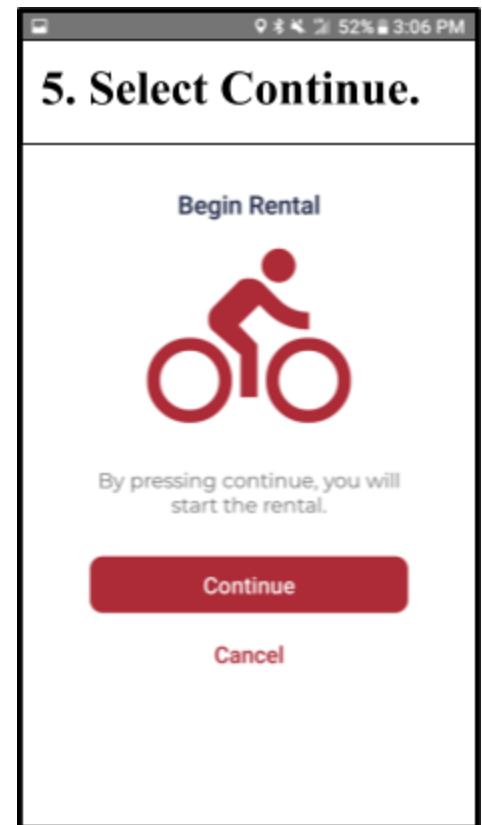 52% 3:06 PM
5. Select Continue.
Begin Rental
By pressing continue, you will
start the rental.
Continue
Cancel